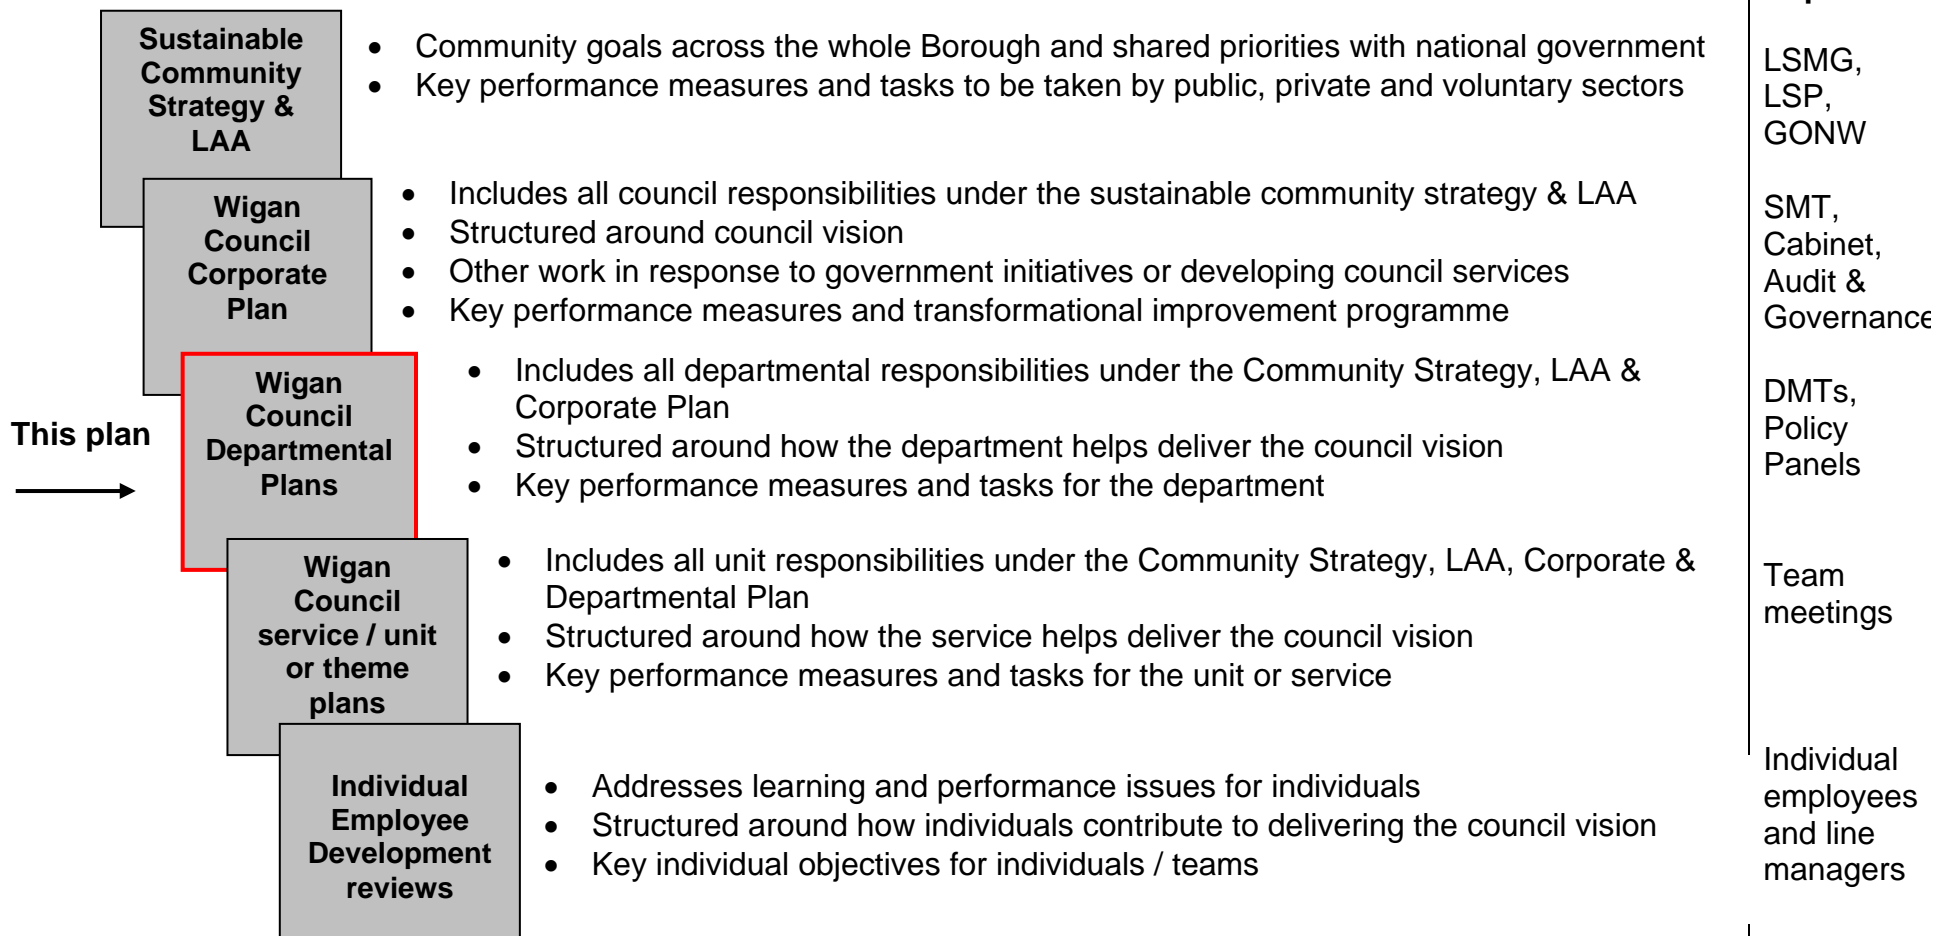 Sustainable
Community
Strategy &
LAA
• Community goals across the whole Borough and shared priorities with national government
• Key performance measures and tasks to be taken by public, private and voluntary sectors
LSMG,
LSP,
GONW
Wigan
Council
Corporate
Plan
• Includes all council responsibilities under the sustainable community strategy & LAA
• Structured around council vision
• Other work in response to government initiatives or developing council services
• Key performance measures and transformational improvement programme
SMT,
Cabinet,
Audit &
Governance
This plan
Wigan
Council
Departmental
Plans
• Includes all departmental responsibilities under the Community Strategy, LAA &
Corporate Plan
• Structured around how the department helps deliver the council vision
• Key performance measures and tasks for the department
DMTs,
Policy
Panels
Wigan
Council
service / unit
or theme
plans
• Includes all unit responsibilities under the Community Strategy, LAA, Corporate &
Departmental Plan
• Structured around how the service helps deliver the council vision
• Key performance measures and tasks for the unit or service
Team
meetings
Individual
Employee
Development
reviews
• Addresses learning and performance issues for individuals
• Structured around how individuals contribute to delivering the council vision
• Key individual objectives for individuals / teams
Individual
employees
and line
managers